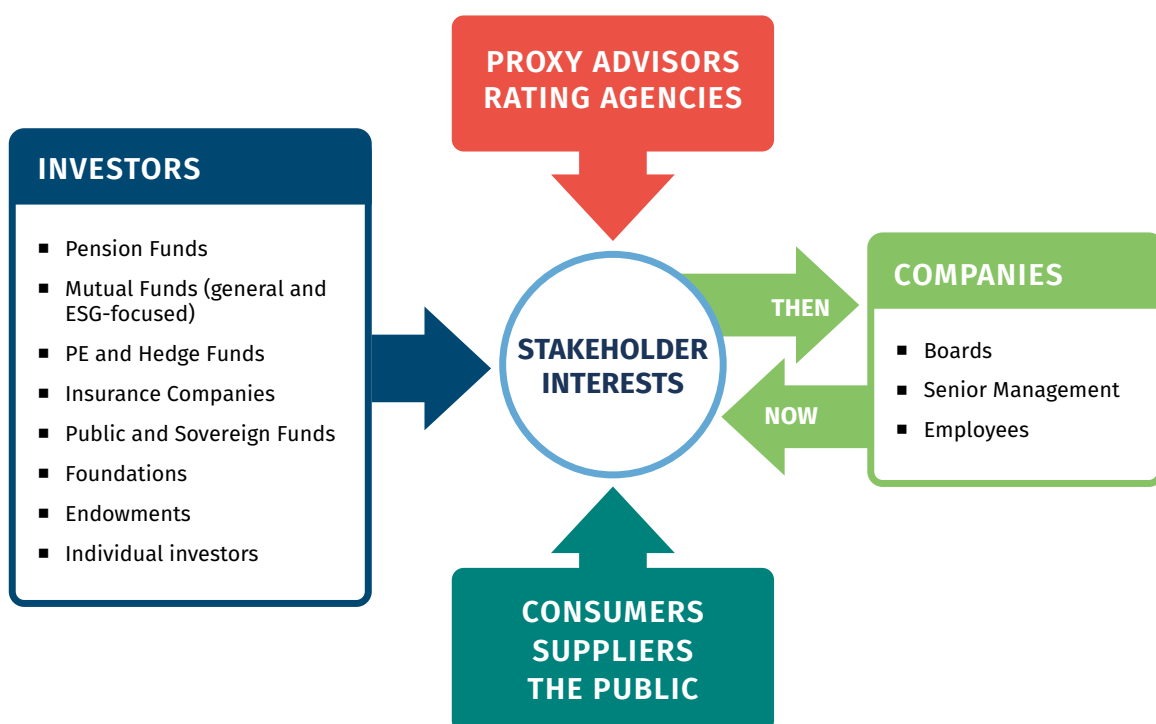 PROXY ADVISORS
RATING AGENCIES
INVESTORS
■ Pension Funds
■ Mutual Funds (general and
ESG-focused)
■ PE and Hedge Funds
■ Insurance Companies
■ Public and Sovereign Funds
■ Foundations
■ Endowments
■ Individual investors
STAKEHOLDER
INTERESTS
THEN
NOW
COMPANIES
■ Boards
■ Senior Management
■ Employees
CONSUMERS
SUPPLIERS
THE PUBLIC